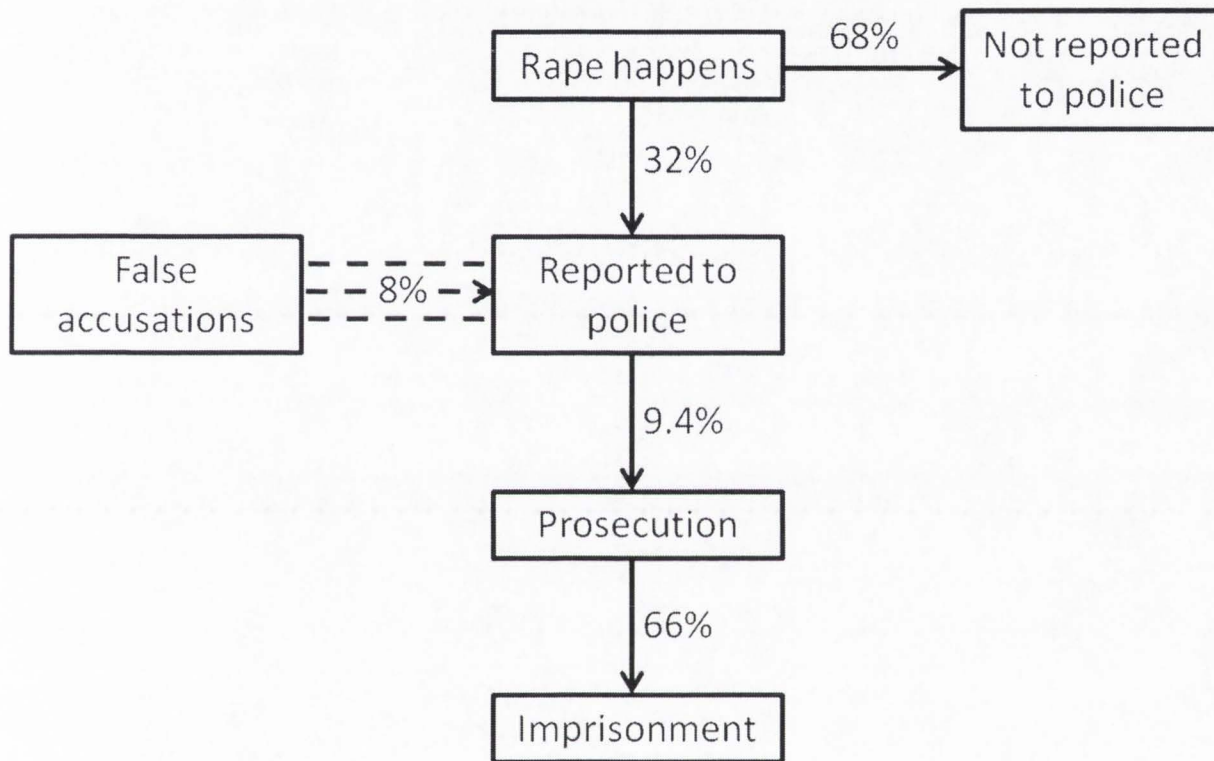 Rape happens
68%
Not reported
to police
32%
False
accusations
8%
Reported to
police
9.4%
Prosecution
66%
Imprisonment